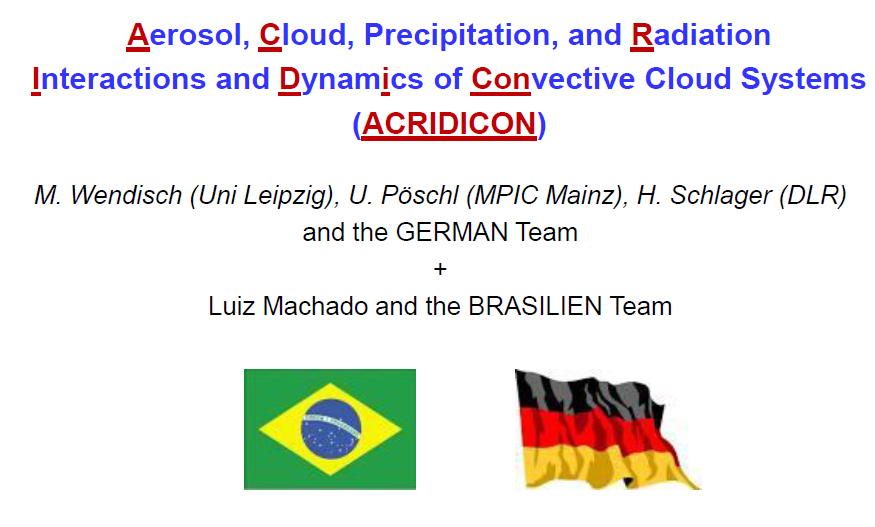 Aerosol, Cloud, Precipitation, and Radiation
Interactions and Dynamics of Convective Cloud Systems
(ACRIDICON)
M. Wendisch (Uni Leipzig), U. Pöschl (MPIC Mainz), H. Schlager (DLR)
and the GERMAN Team
+
Luiz Machado and the BRASILIEN Team